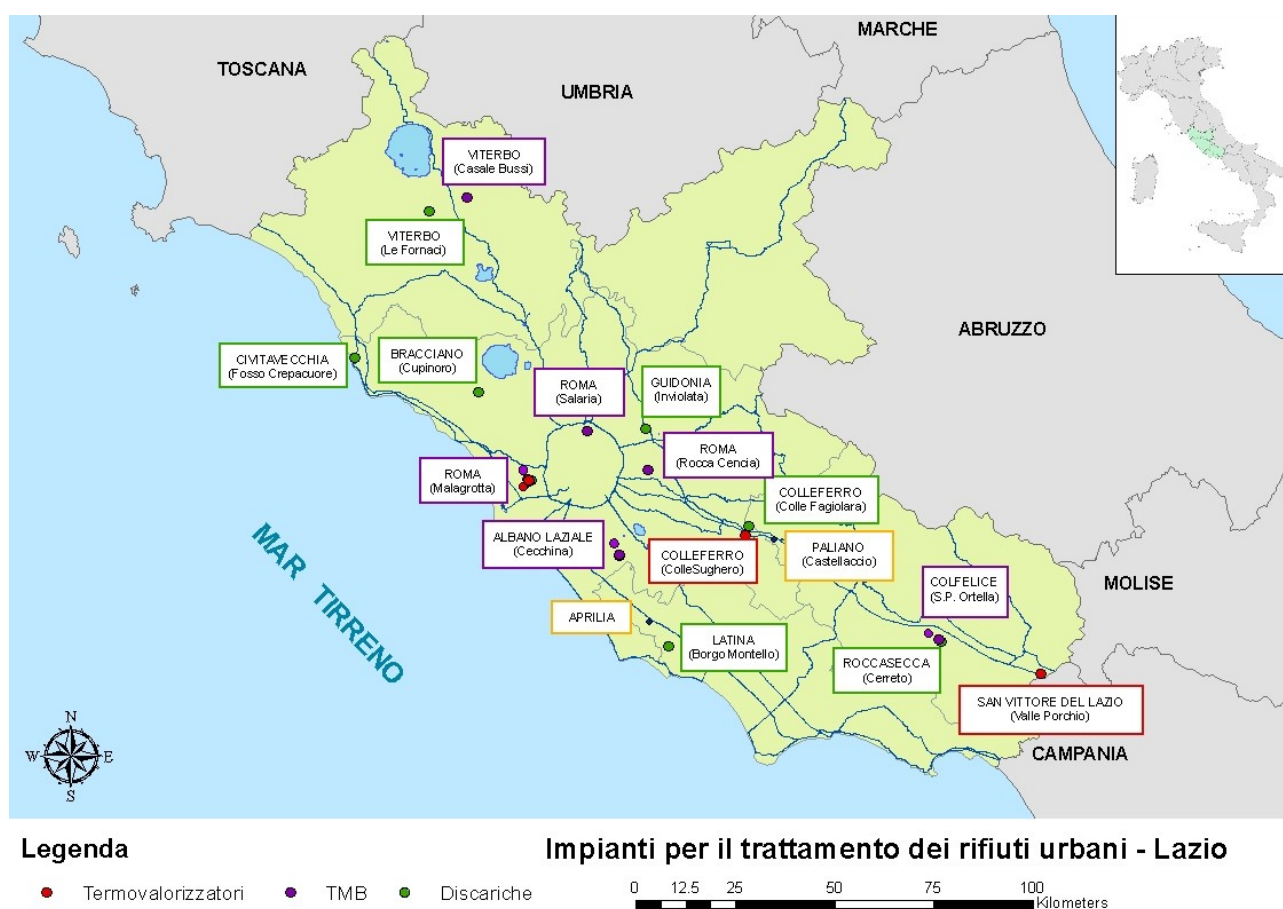 MARCHE
TOSCANA
UMBRIA
VITERBO
(Casale Bussi)
VITERBO
(Le Fornaci)
ABRUZZO
CIVITAVECCHIA
(Fosso Crepacuore)
BRACCIANO
(Cupinoro)
ROMA
(Salaria)
GUIDONIA
(Inviolata)
ROMA
(Malagrotta)
ROMA
(Rocca Cencia)
COLLEFERRO
(Colle Fagiolara)
ALBANO LAZIALE
(Cecchina)
COLLEFERRO
(ColleSughero)
PALIANO
(Castellaccio)
MOLISE
COLFELICE
(S.P. Ortella)
APRILIA
LATINA
(Borgo Montello)
ROCCASECCA
(Cerreto)
SAN VITTORE DEL LAZIO
(Valle Porchio)
MAR TIRRENO
CAMPANIA
N
W E
S
Legenda
Impianti per il trattamento dei rifiuti urbani - Lazio
Termovalorizzatori TMB Discariche
0 12.5 25 50 75 100
Kilometers